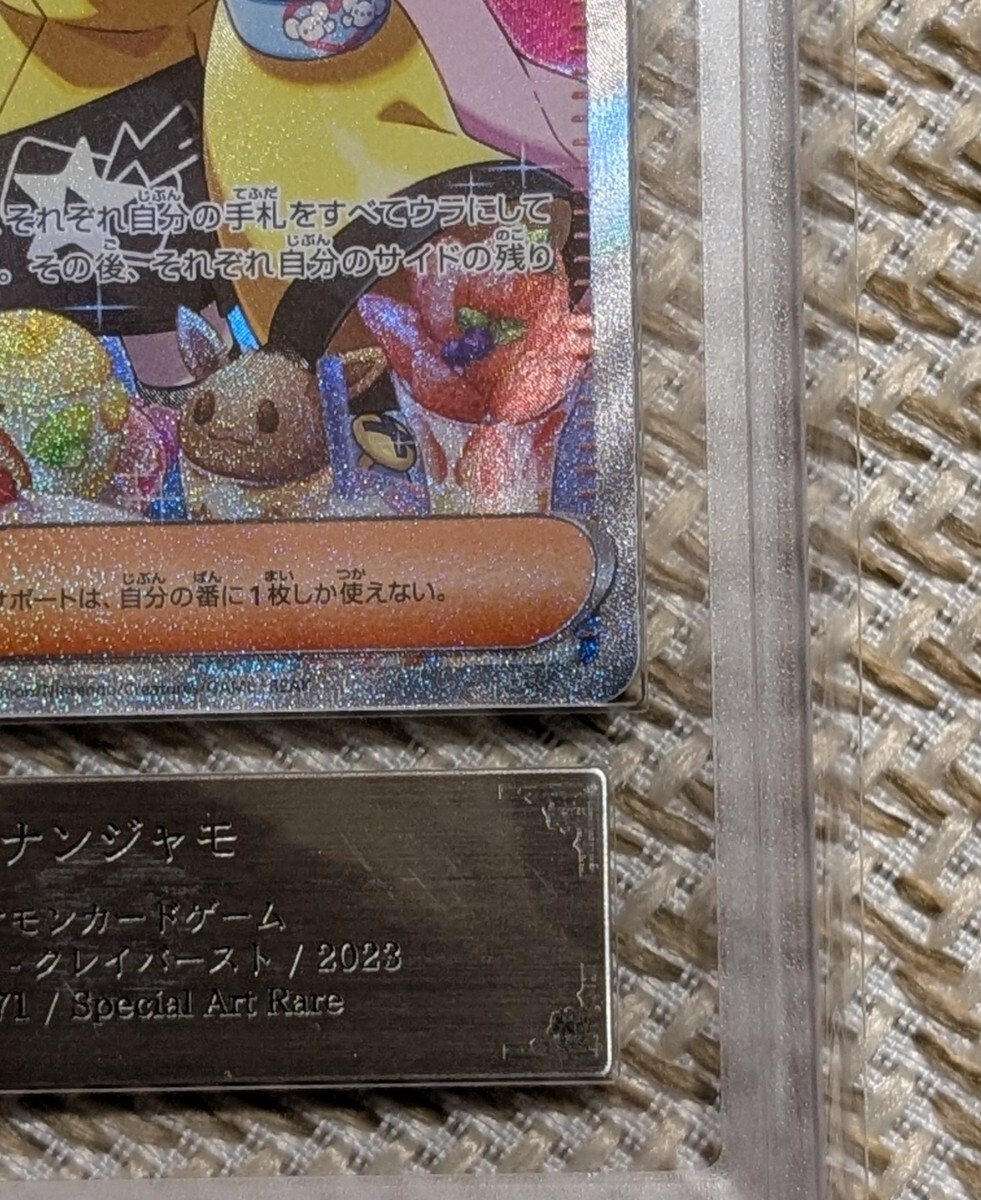 それぞれ自分の手札をすべてウラにして
。その後、それぞれ自分のサイドの残り
サポートは、自分の番に1枚しか使えない。
mon/Nintendo/Creatures/GAME
ナンジャモ
モンカードゲーム
- クレイバースト / 2023
71 / Special Art Rare